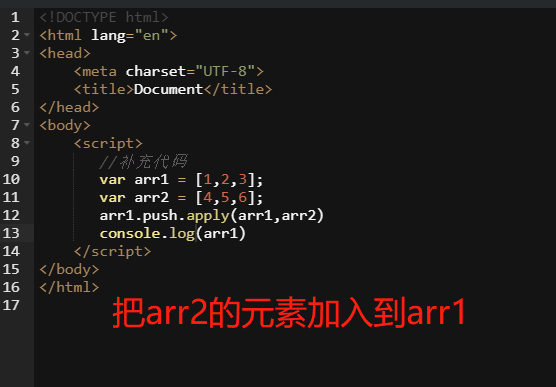 1 <!DOCTYPE html>
2 <html lang="en">
3 <head>
4     <meta charset="UTF-8">
5     <title>Document</title>
6 </head>
7 <body>
8     <script>
9        //补充代码
10        var arr1 = [1,2,3];
11        var arr2 = [4,5,6];
12        arr1.push.apply(arr1,arr2)
13        console.log(arr1)
14     </script>
15 </body>
16 </html>
17
把arr2的元素加入到arr1